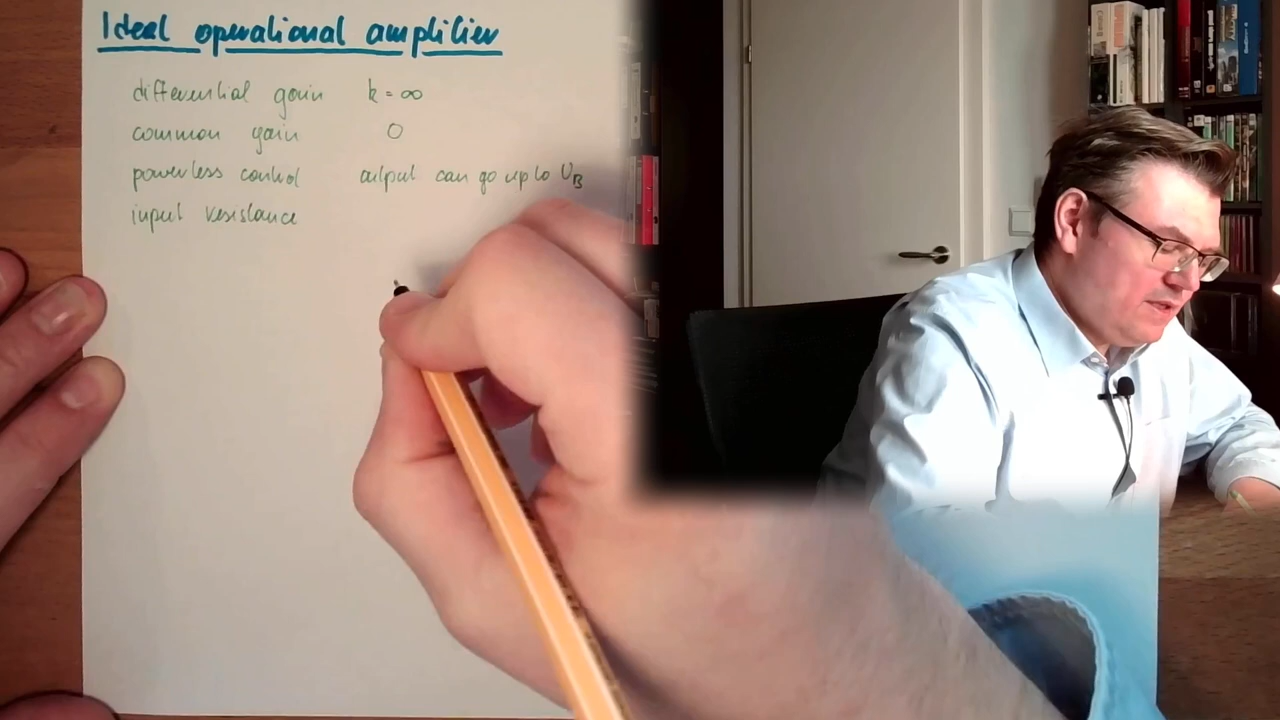 Ideal operational amplifier
differential gain k = ∞
common gain 0
powerless control output can go up to U_B
input resistance